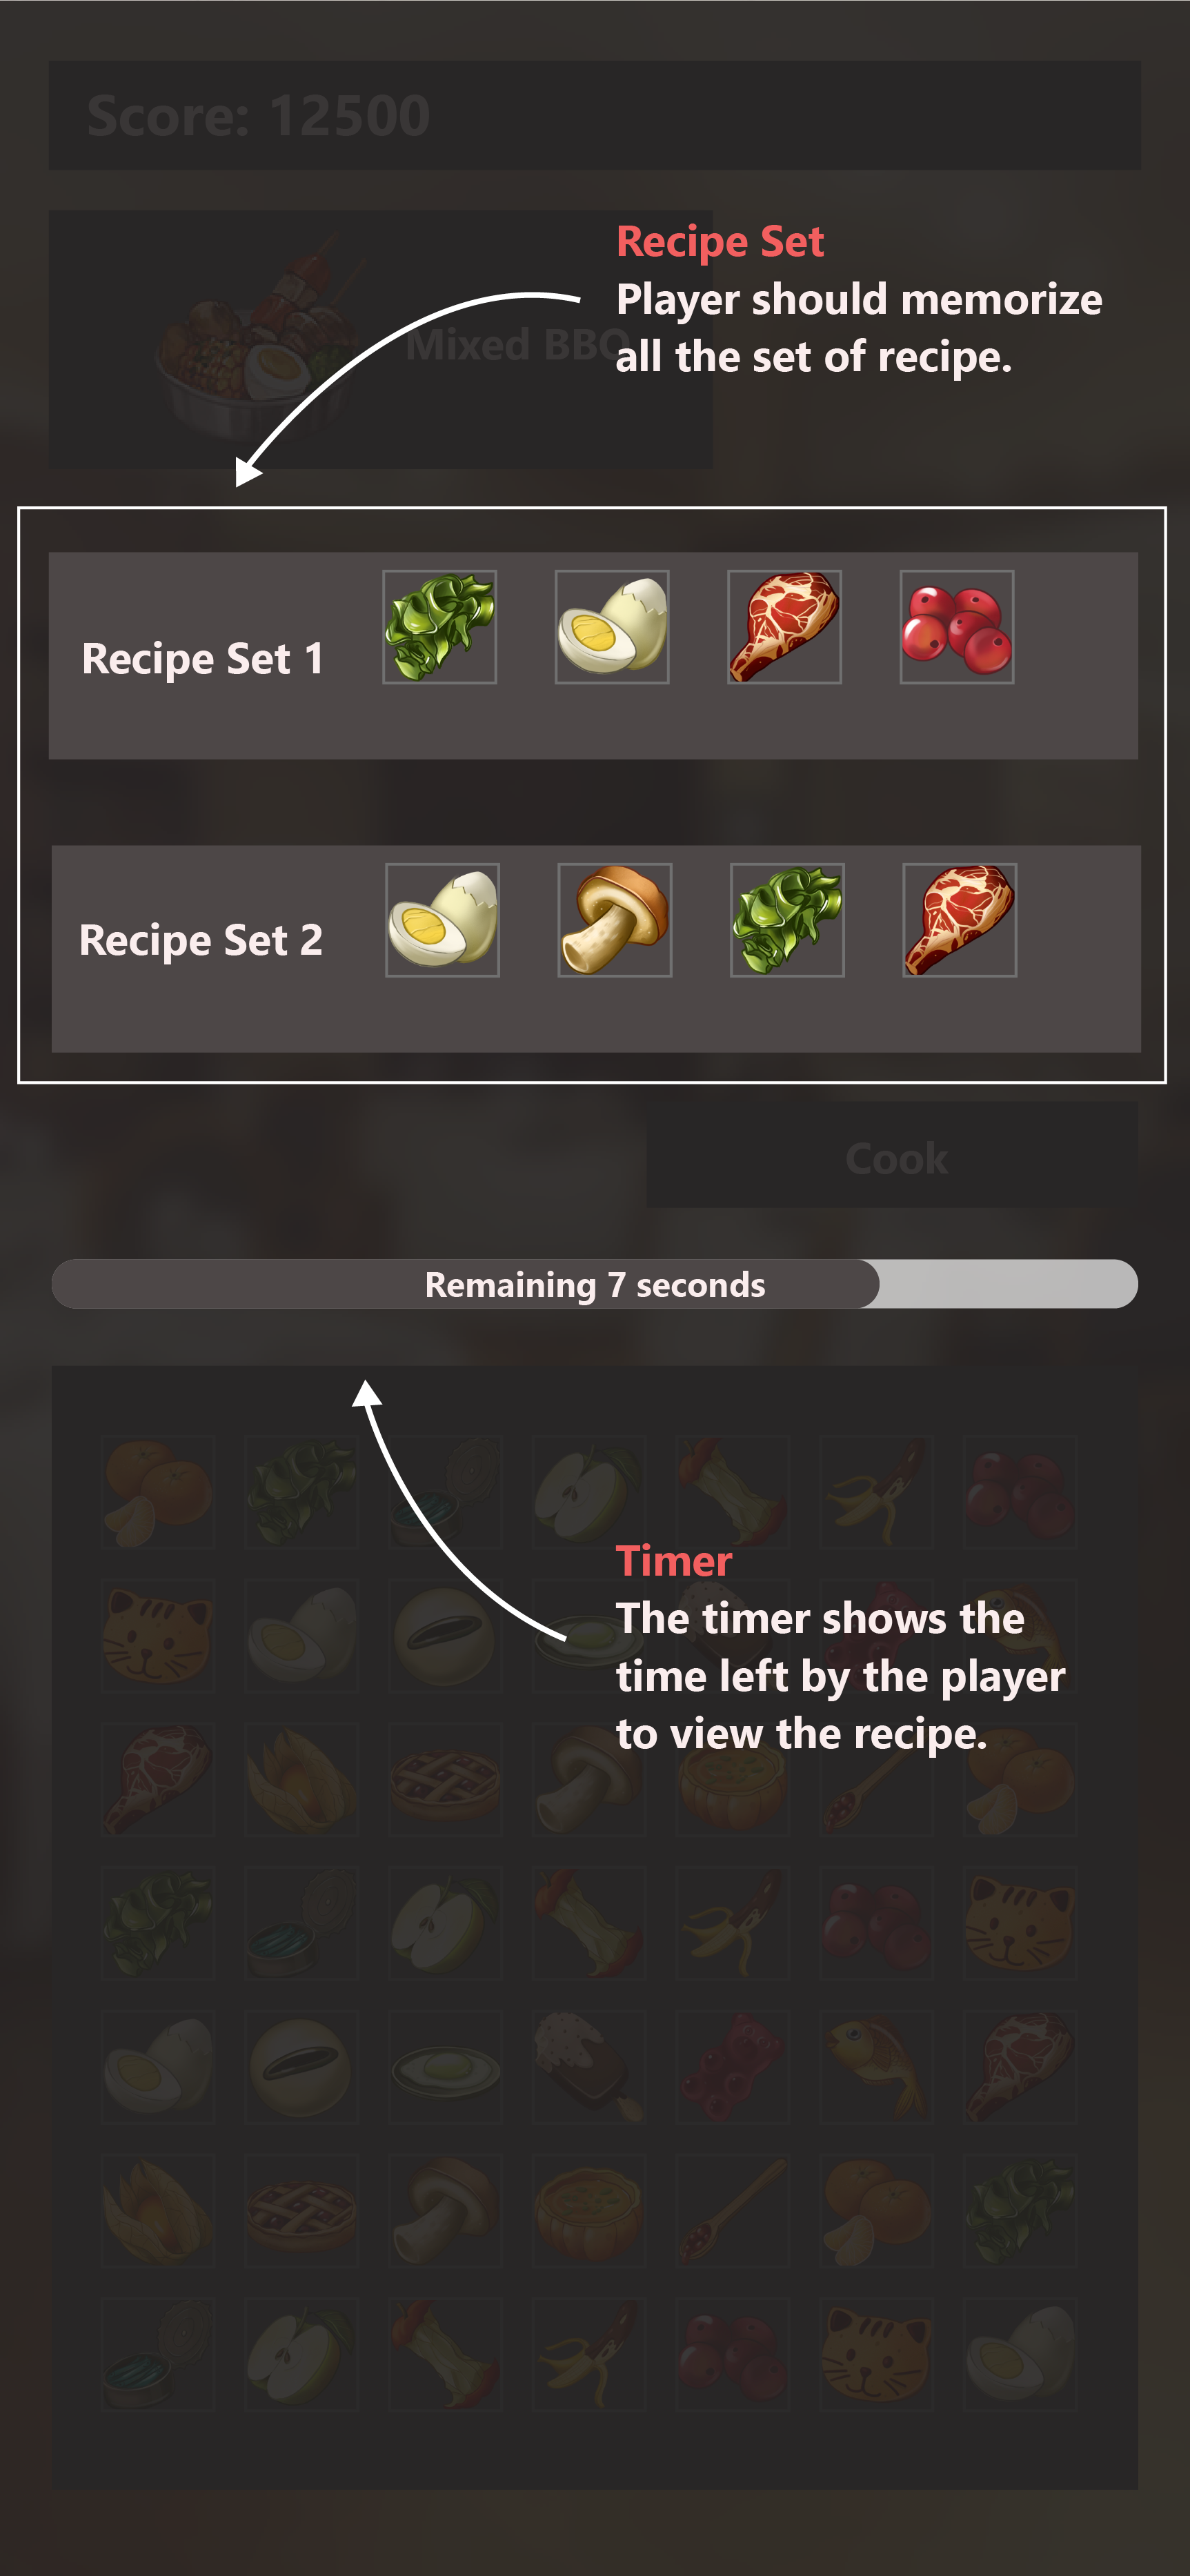 Score: 12500
Recipe Set
Player should memorize
Mixed BBQ
all the set of recipe.
Recipe Set 1
Recipe Set 2
Cook
Remaining 7 seconds
Timer
The timer shows the
time left by the player
to view the recipe.